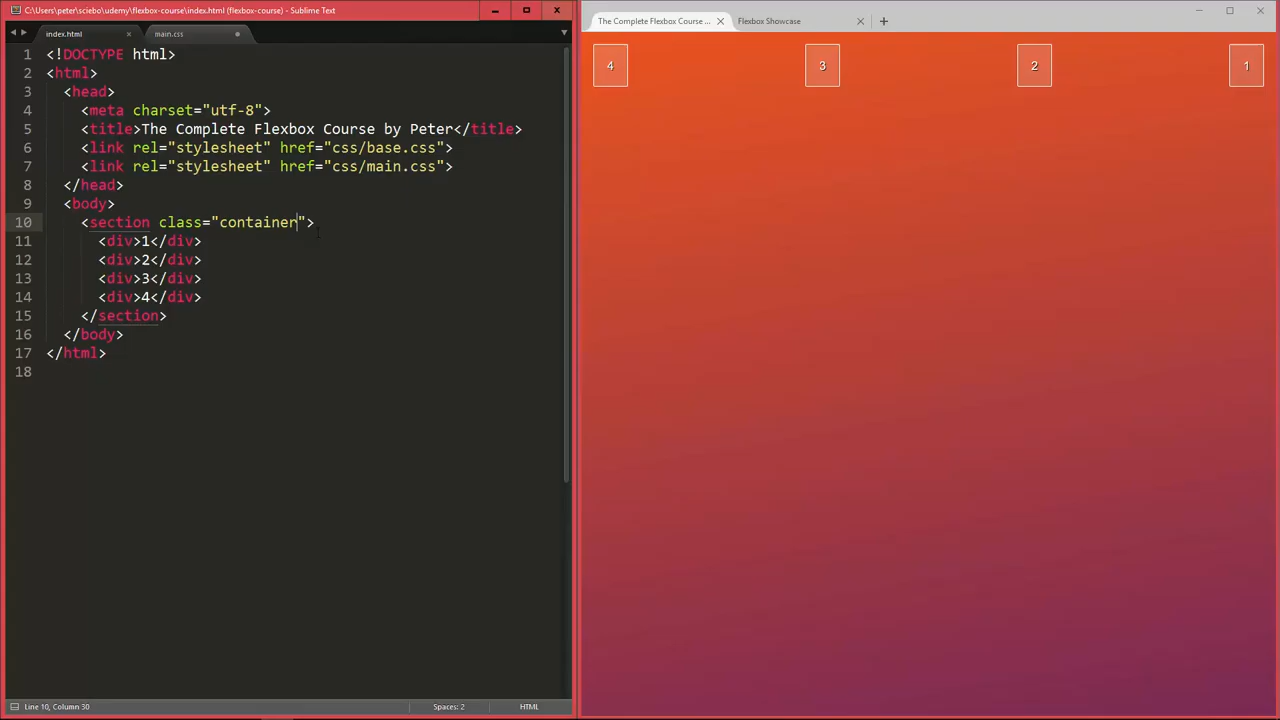 C:\Users\peter\sciebo\udemy\flexbox-course\index.html (flexbox-course) - Sublime Text
index.html
main.css
1 <!DOCTYPE html>
2 <html>
3 <head>
4 <meta charset="utf-8">
5 <title>The Complete Flexbox Course by Peter</title>
6 <link rel="stylesheet" href="css/base.css">
7 <link rel="stylesheet" href="css/main.css">
8 </head>
9 <body>
10 <section class="container">
11 <div>1</div>
12 <div>2</div>
13 <div>3</div>
14 <div>4</div>
15 </section>
16 </body>
17 </html>
18
Line 10, Column 30
Spaces: 2
HTML
The Complete Flexbox Course ...
Flexbox Showcase
4
3
2
1